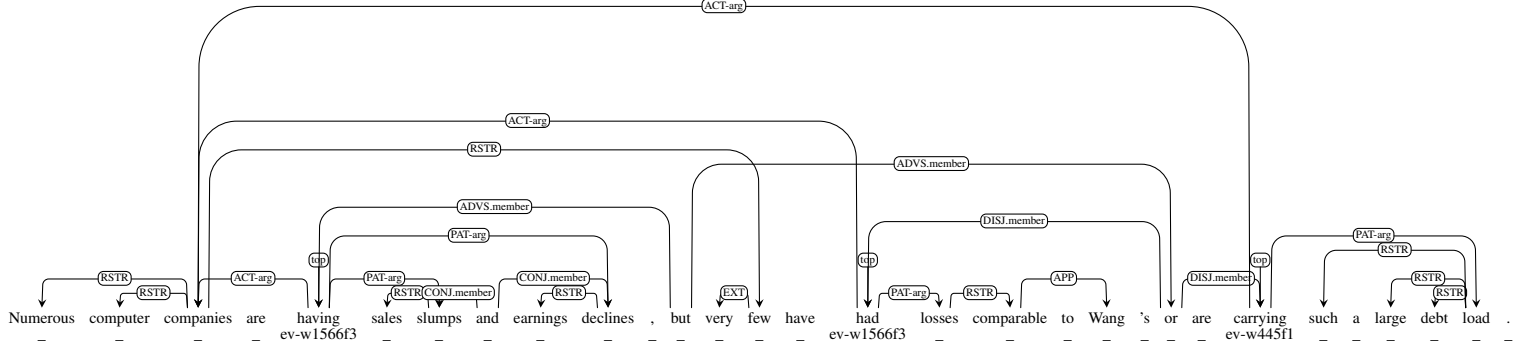 ACT-arg
ACT-arg
RSTR
ADVS.member
ADVS.member
DISJ.member
PAT-arg
PAT-arg
RSTR
top
top
top
RSTR
ACT-arg
PAT-arg
CONJ.member
APP
DISJ.member
RSTR
RSTR
RSTR
CONJ.member
RSTR
EXT
PAT-arg
RSTR
RSTR
Numerous computer companies are having sales slumps and earnings declines , but very few have had losses comparable to Wang 's or are carrying such a large debt load .
ev-w1566f3 ev-w1566f3 ev-w445f1
_ _ _ _ _ _ _ _ _ _ _ _ _ _ _ _ _ _ _ _ _ _ _ _ _ _ _ _ _ _